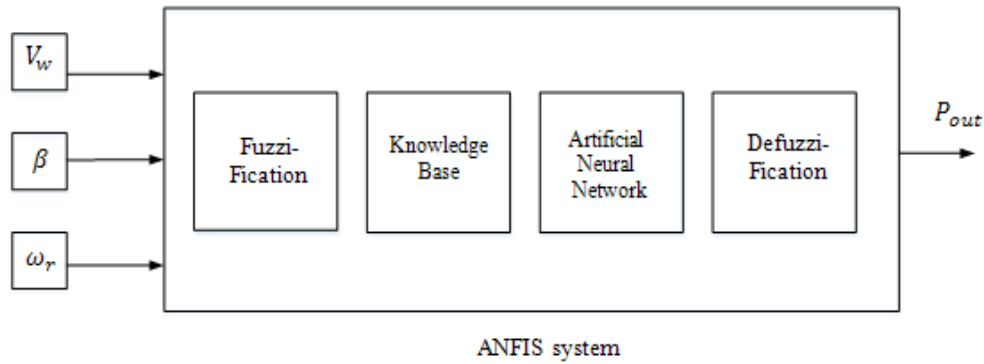 V_w
β
ω_r
Fuzzi-
Fication
Knowledge
Base
Artificial
Neural
Network
Defuzzi-
Fication
P_out
ANFIS system